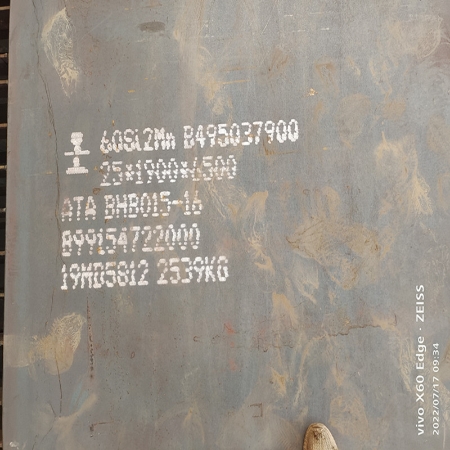 60Si2Mn B495037900
25*1900*6500
ATA BHB015-16
B99154722000
19MD5812 2539KG
vivo X60 Edge · ZEISS
2022/07/17 09:34